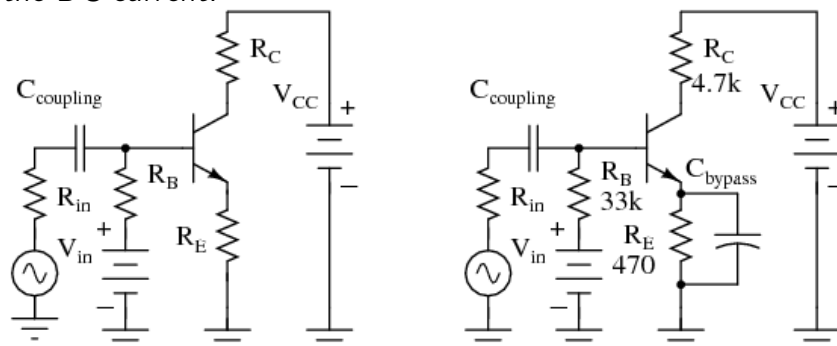 the DC current.
R_C
V_CC
+
−
C_coupling
R_in
R_B
V_in
+
−
R_E
R_C
4.7k
V_CC
+
−
C_coupling
C_bypass
R_in
R_B
33k
V_in
+
−
R_E
470